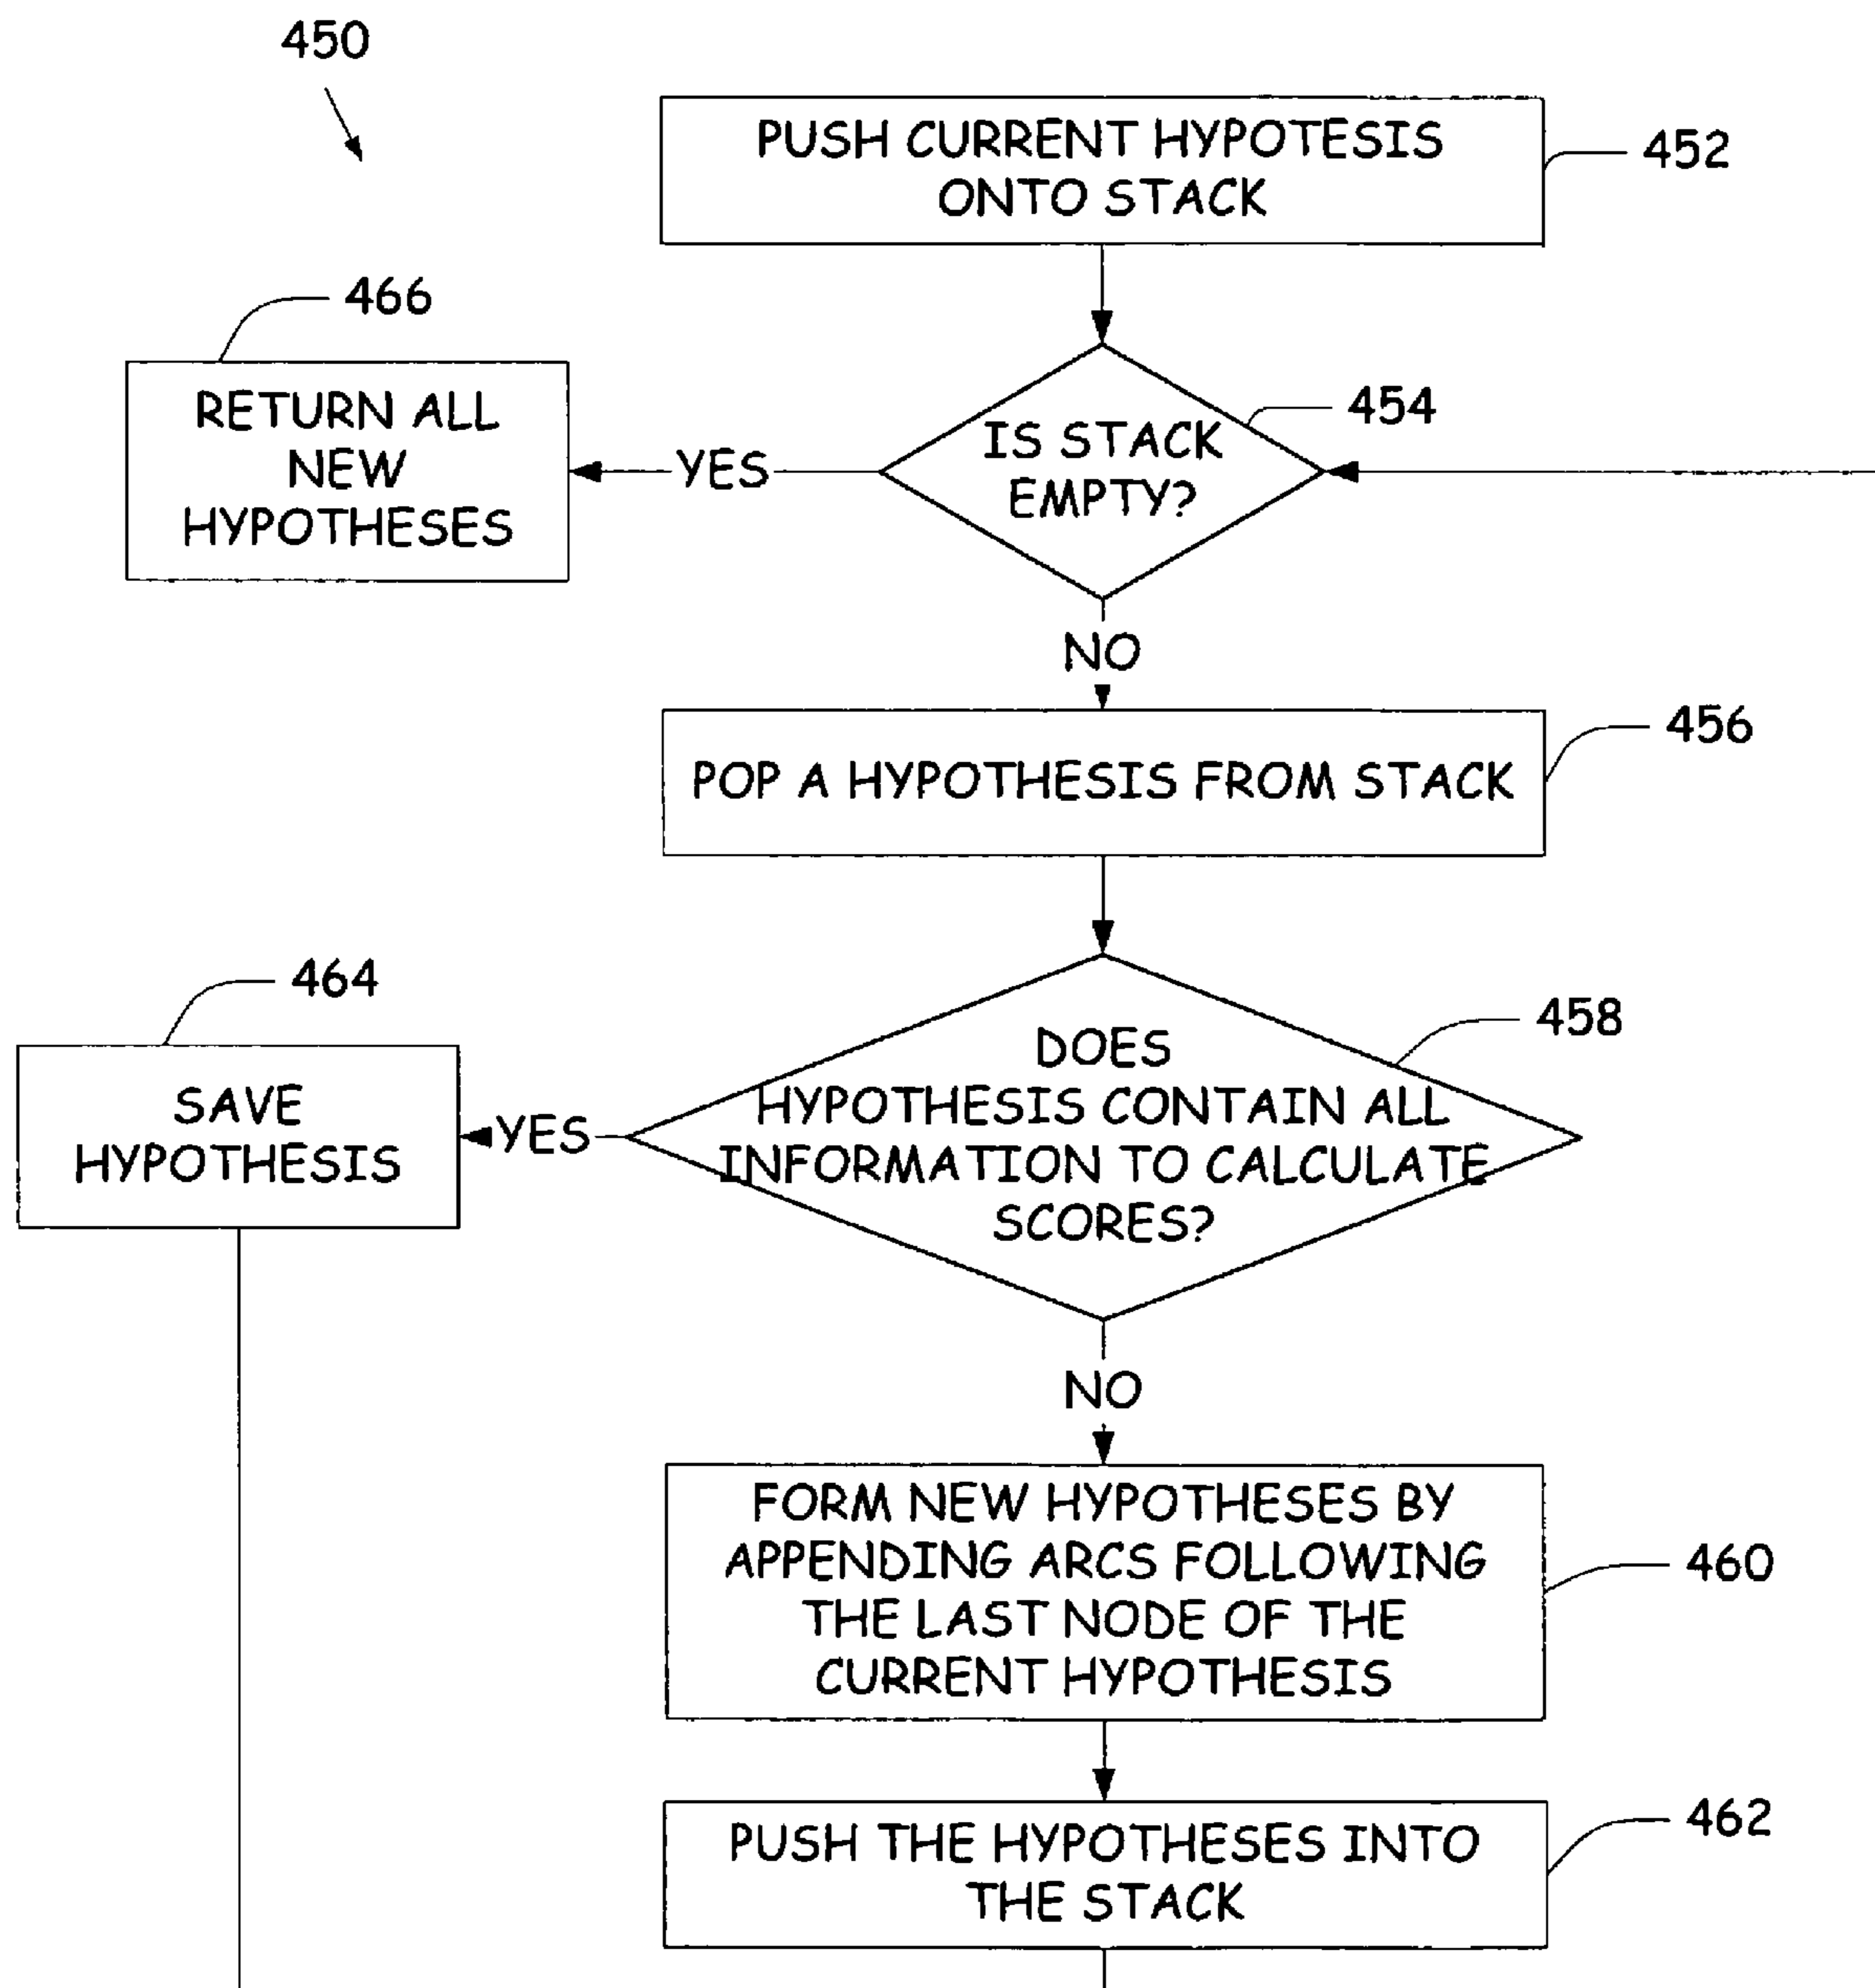 450
PUSH CURRENT HYPOTESIS
ONTO STACK
452
466
RETURN ALL
NEW
HYPOTHESES
YES
IS STACK
EMPTY?
454
NO
POP A HYPOTHESIS FROM STACK
456
464
SAVE
HYPOTHESIS
YES
DOES
HYPOTHESIS CONTAIN ALL
INFORMATION TO CALCULATE
SCORES?
458
NO
FORM NEW HYPOTHESES BY
APPENDING ARCS FOLLOWING
THE LAST NODE OF THE
CURRENT HYPOTHESIS
460
PUSH THE HYPOTHESES INTO
THE STACK
462